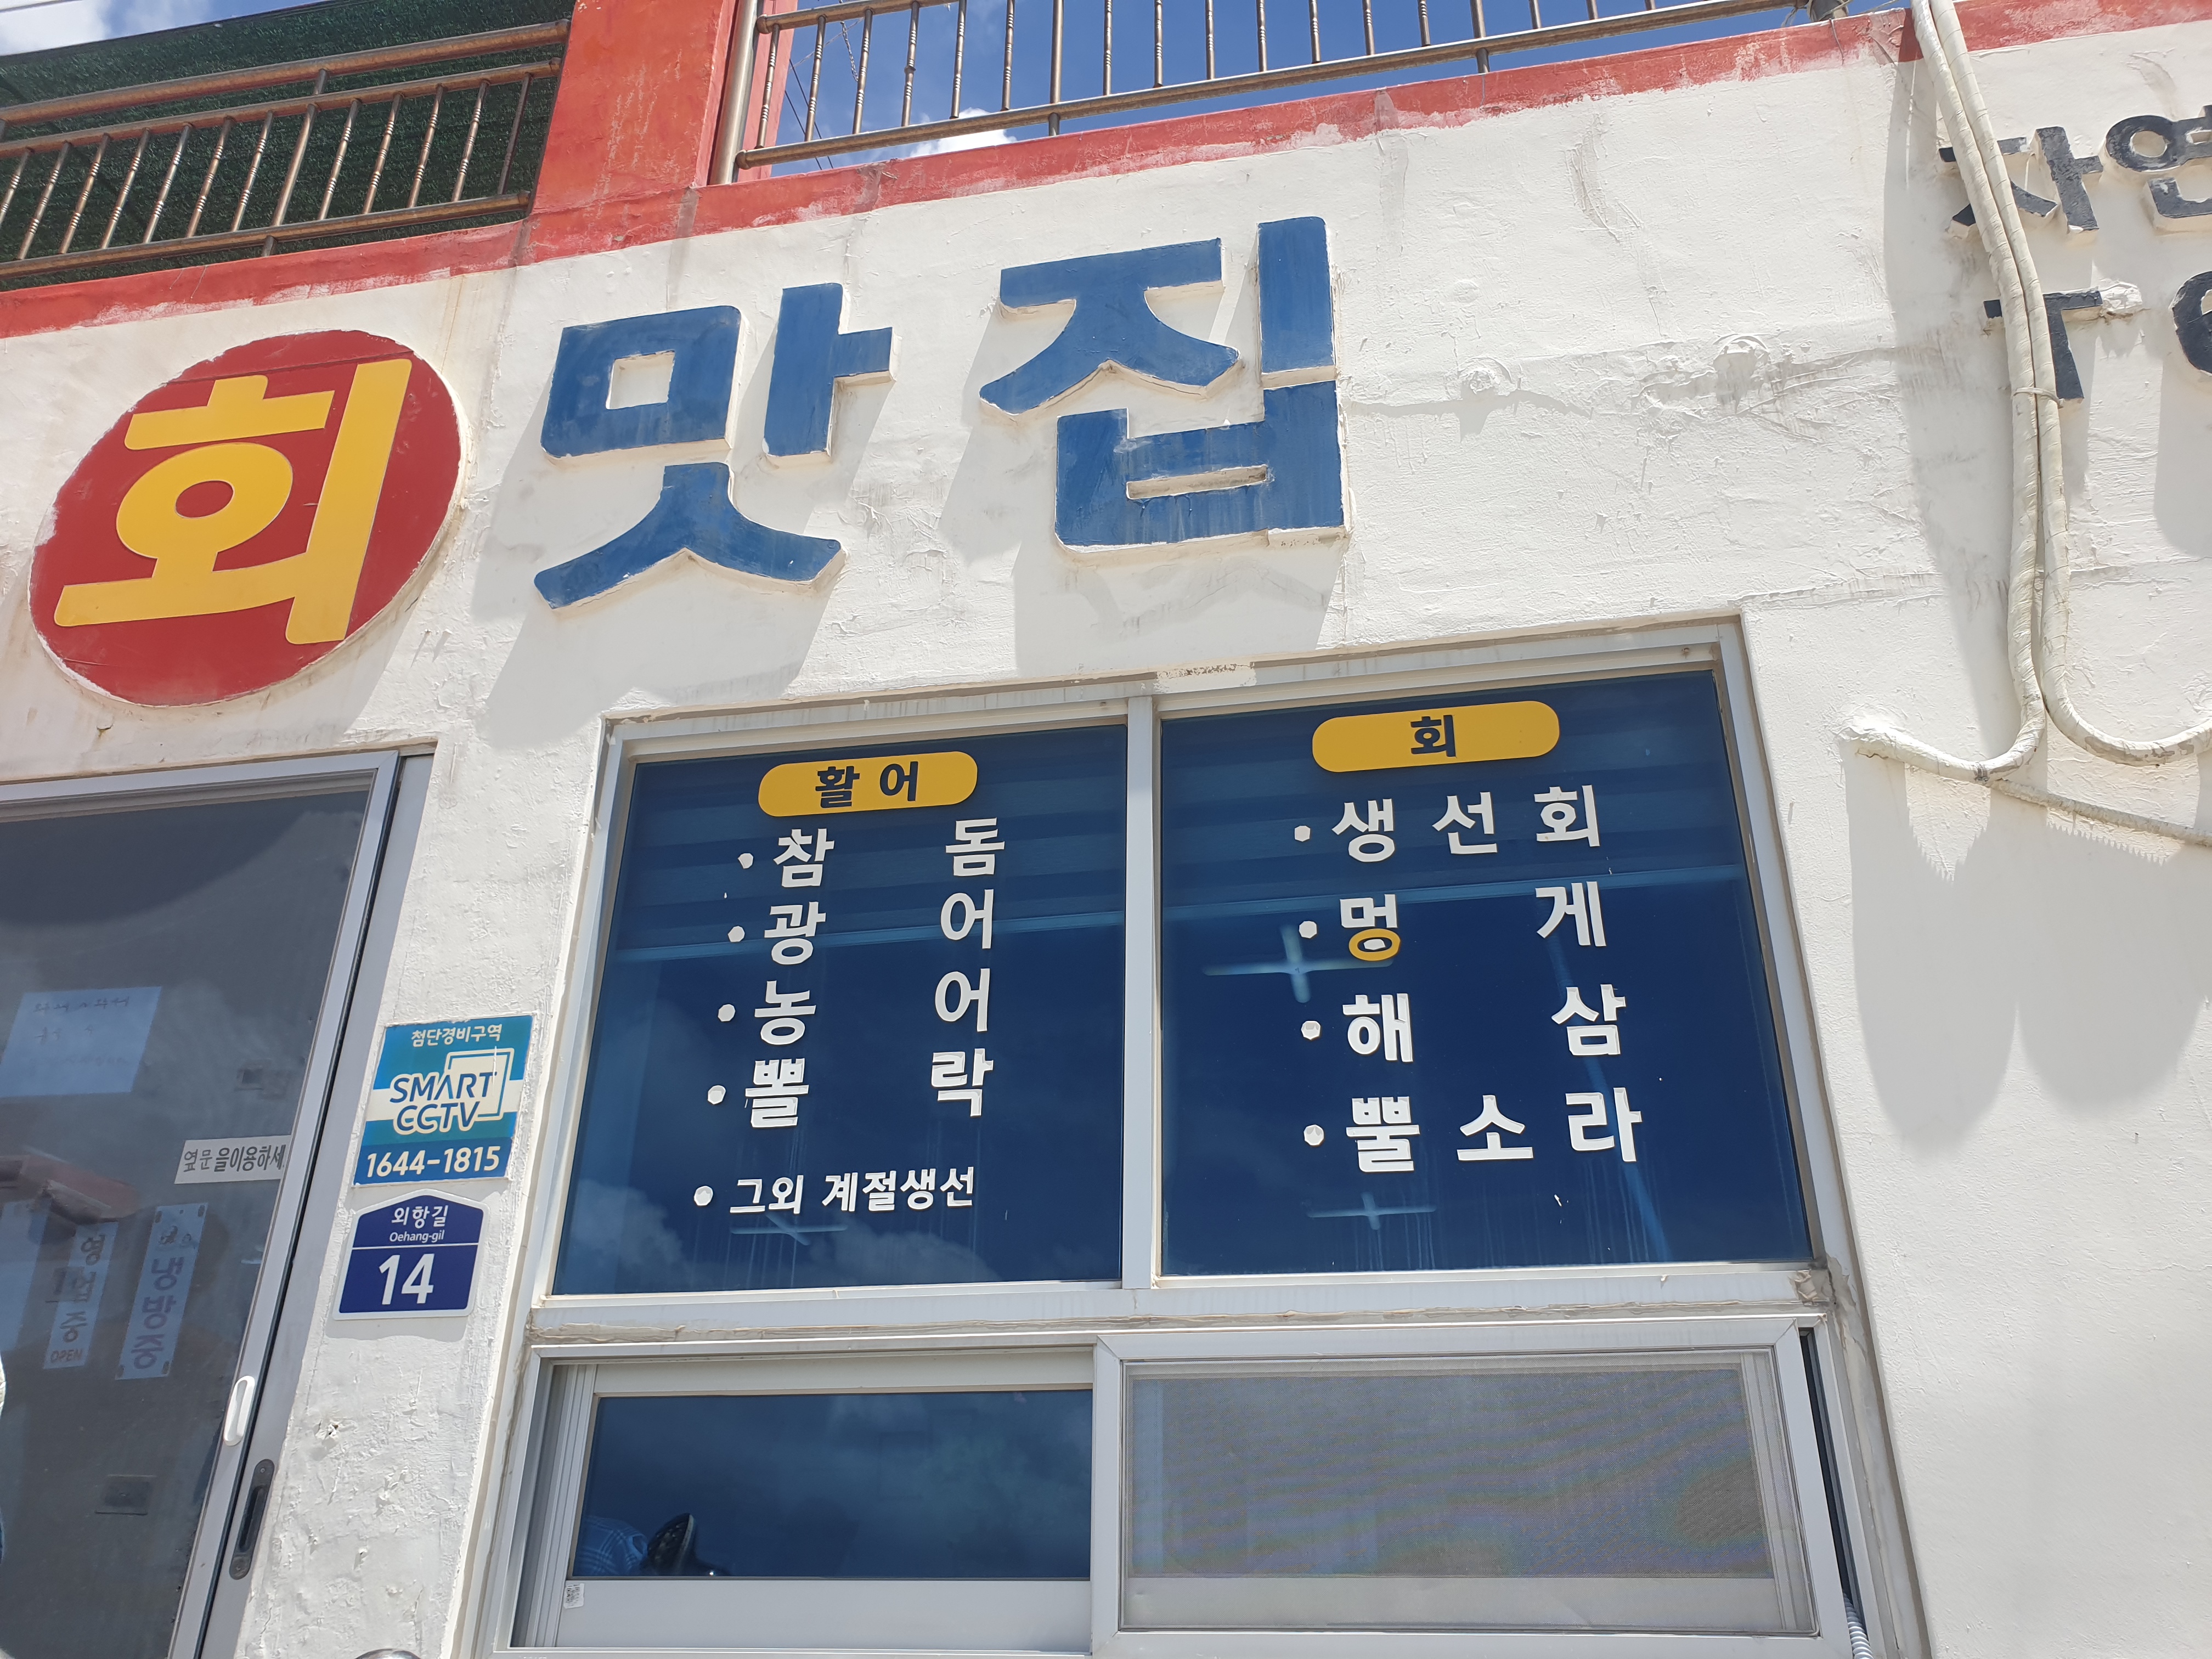 회 맛집
자연
활어
• 참 돔
• 광 어
• 농 어
• 뽈 락
• 그외 계절생선
회
• 생선회
• 멍 게
• 해 삼
• 뿔소라
첨단경비구역
SMART
CCTV
1644-1815
외항길
Oehang-gil
14
옆문을이용하세
영업중
OPEN
냉방중